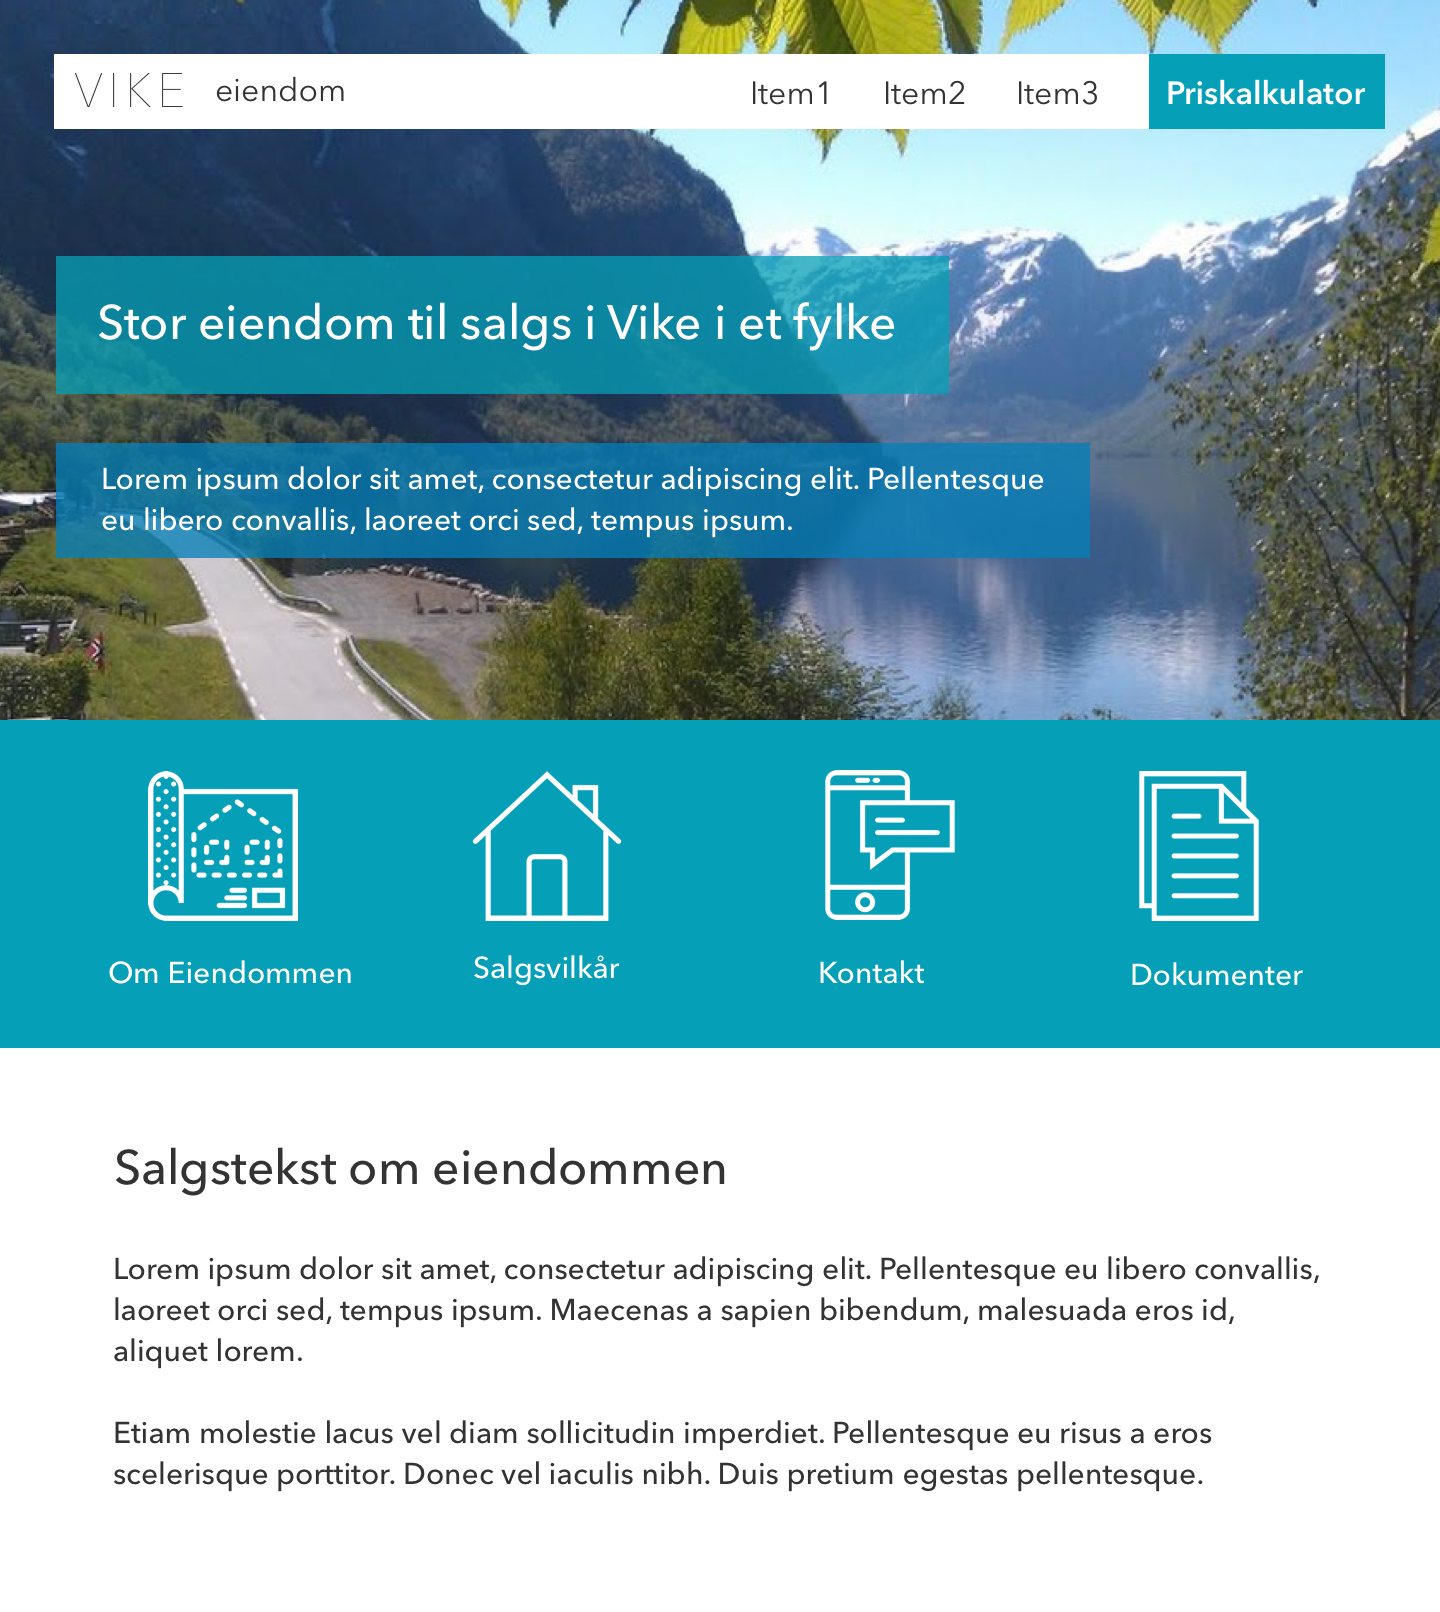 VIKE eiendom Item1 Item2 Item3 Priskalkulator
Stor eiendom til salgs i Vike i et fylke
Lorem ipsum dolor sit amet, consectetur adipiscing elit. Pellentesque
eu libero convallis, laoreet orci sed, tempus ipsum.
Om Eiendommen Salgsvilkår Kontakt Dokumenter
Salgstekst om eiendommen
Lorem ipsum dolor sit amet, consectetur adipiscing elit. Pellentesque eu libero convallis,
laoreet orci sed, tempus ipsum. Maecenas a sapien bibendum, malesuada eros id,
aliquet lorem.
Etiam molestie lacus vel diam sollicitudin imperdiet. Pellentesque eu risus a eros
scelerisque porttitor. Donec vel iaculis nibh. Duis pretium egestas pellentesque.